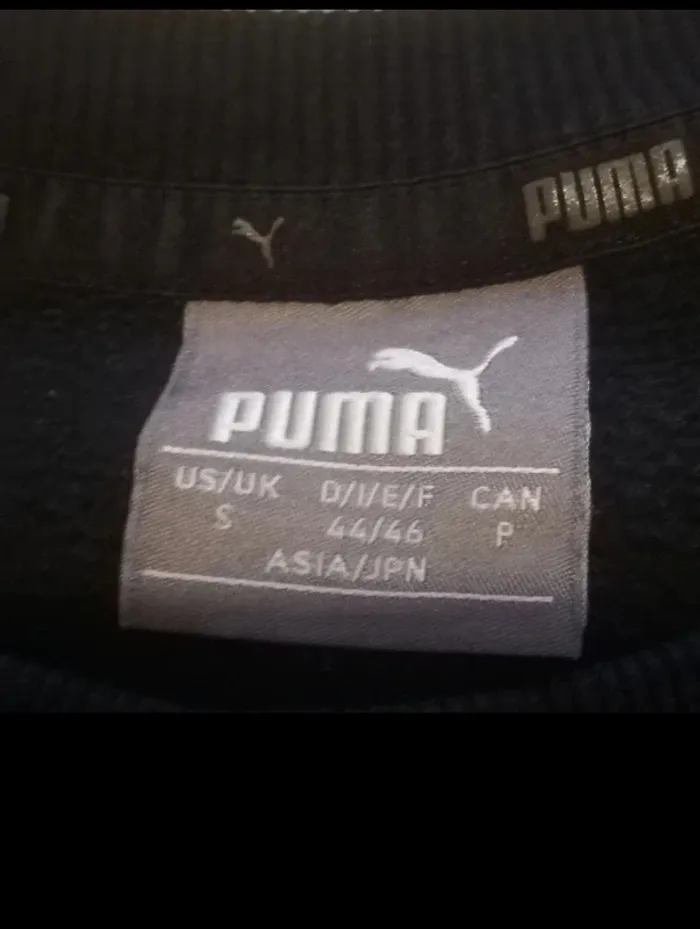 PUMA
PUMA
US/UK D/I/E/F CAN
S 44/46 P
ASIA/JPN